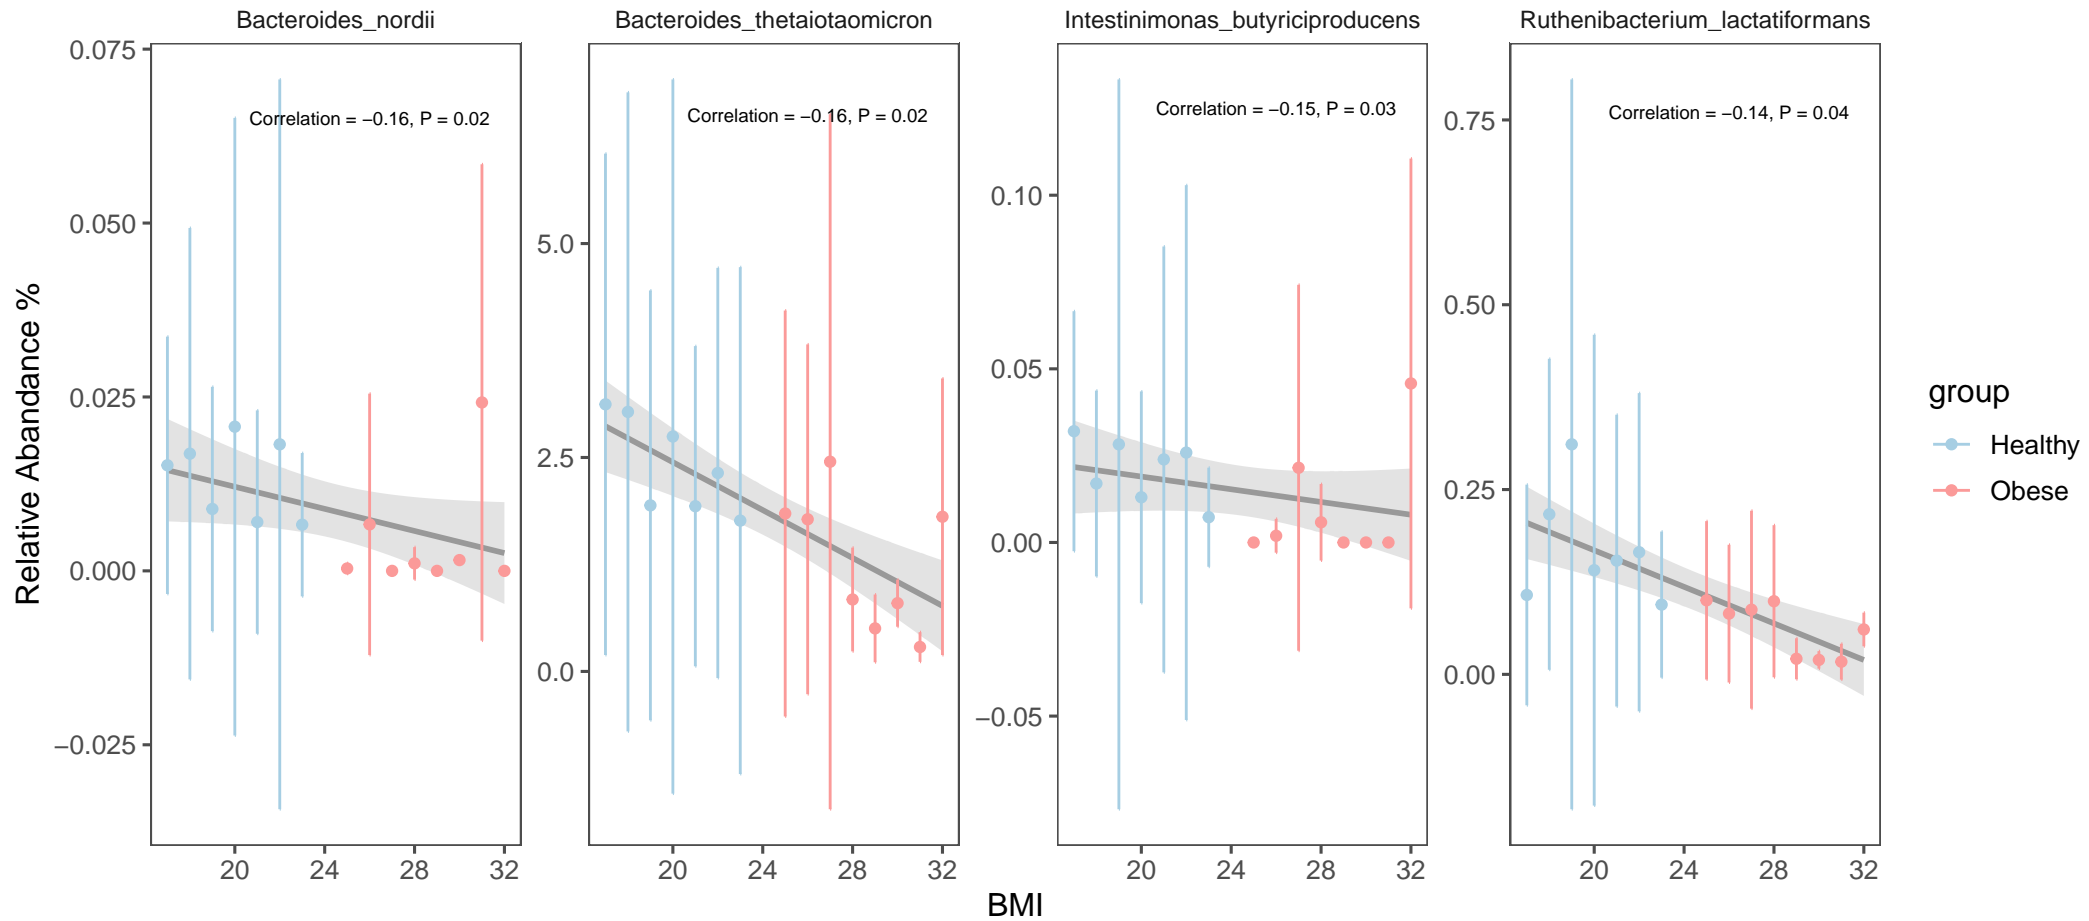 Bacteroides_nordii
Bacteroides_thetaiotaomicron
Intestinimonas_butyriciproducens
Ruthenibacterium_lactatiformans
Relative Abandance %
0.075
0.050
0.025
0.000
−0.025
Correlation = −0.16, P = 0.02
20 24 28 32
5.0
2.5
0.0
Correlation = −0.16, P = 0.02
20 24 28 32
0.10
0.05
0.00
−0.05
Correlation = −0.15, P = 0.03
20 24 28 32
0.75
0.50
0.25
0.00
Correlation = −0.14, P = 0.04
20 24 28 32
BMI
group
Healthy
Obese